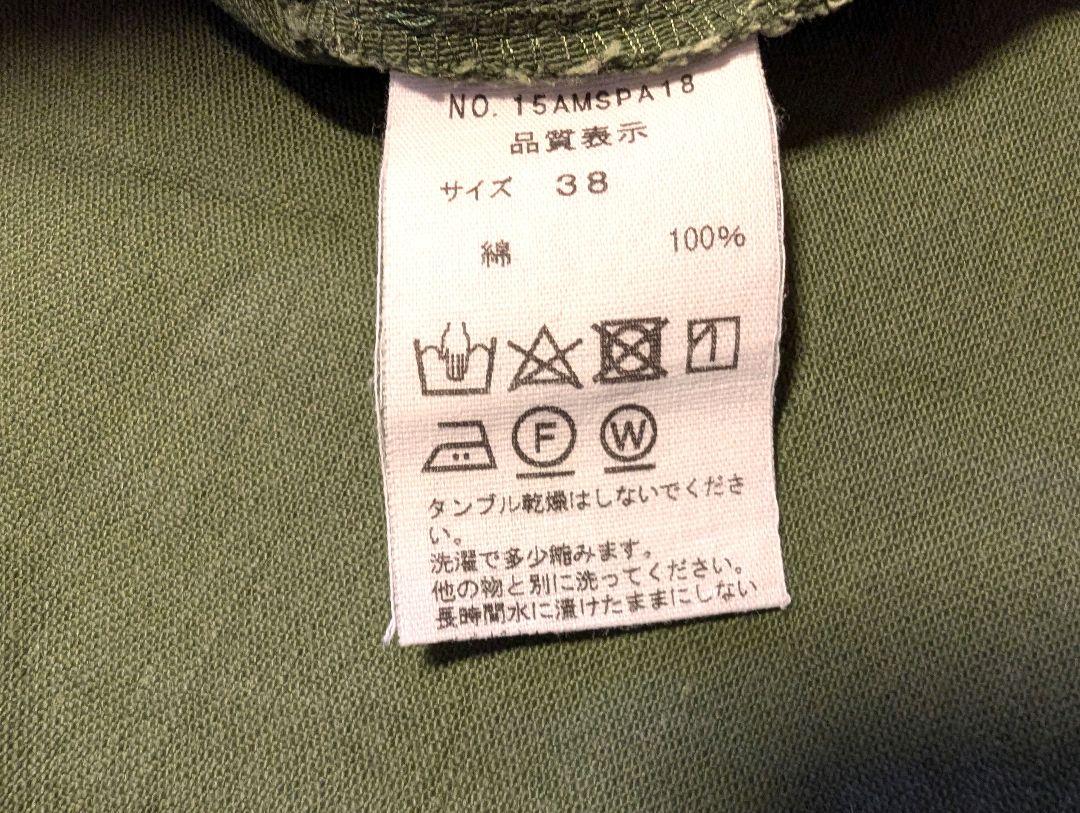 NO. 15AMSPA18
品質表示
サイズ 38
綿 100%
F W
タンブル乾燥はしないでくださ
い。
洗濯で多少縮みます。
他の物と別に洗ってください。
長時間水に漬けたままにしない